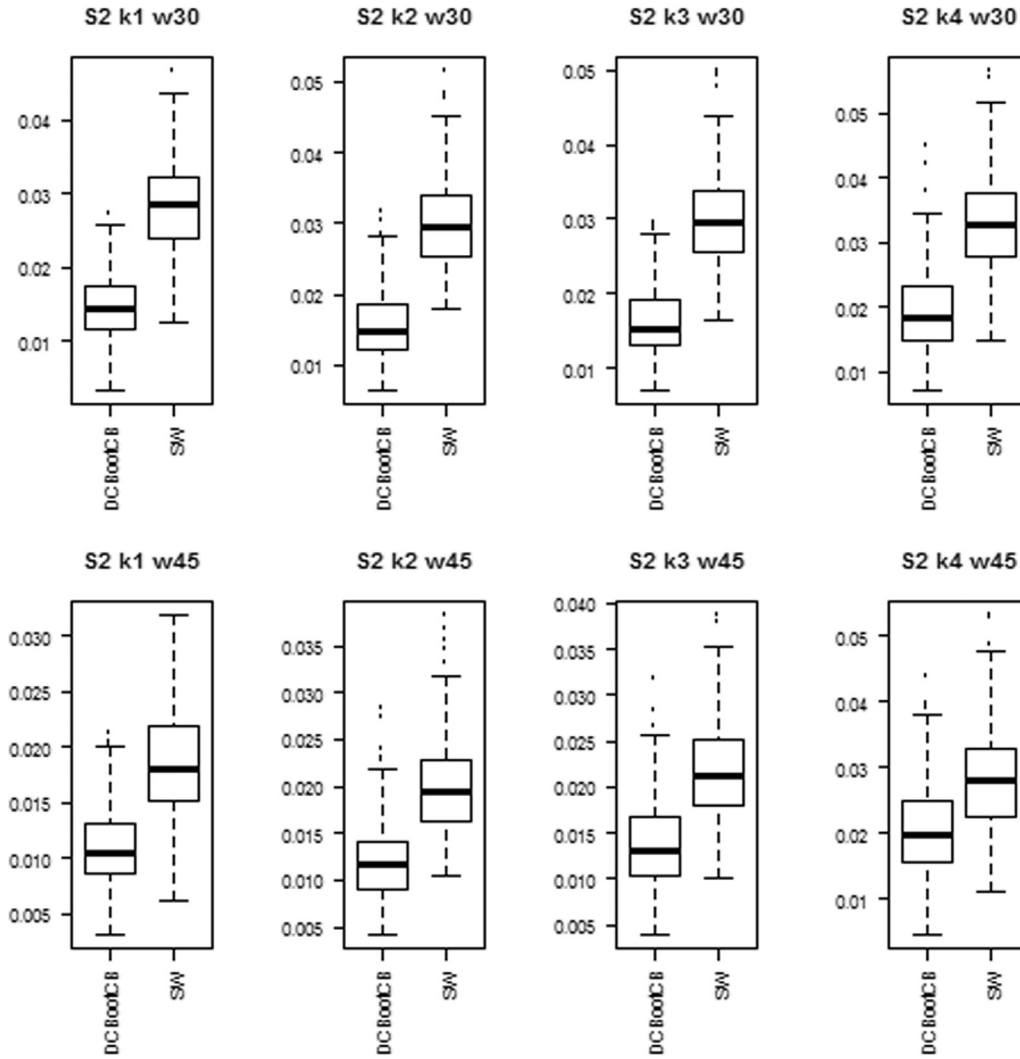 S2 k1 w30
S2 k2 w30
S2 k3 w30
S2 k4 w30
0.04
0.03
0.02
0.01
0.05
0.04
0.03
0.02
0.01
0.05
0.04
0.03
0.02
0.01
0.05
0.04
0.03
0.02
0.01
DCBootCB
SW
DCBootCB
SW
DCBootCB
SW
DCBootCB
SW
S2 k1 w45
S2 k2 w45
S2 k3 w45
S2 k4 w45
0.030
0.025
0.020
0.015
0.010
0.005
0.035
0.030
0.025
0.020
0.015
0.010
0.005
0.040
0.035
0.030
0.025
0.020
0.015
0.010
0.005
0.05
0.04
0.03
0.02
0.01
DCBootCB
SW
DCBootCB
SW
DCBootCB
SW
DCBootCB
SW